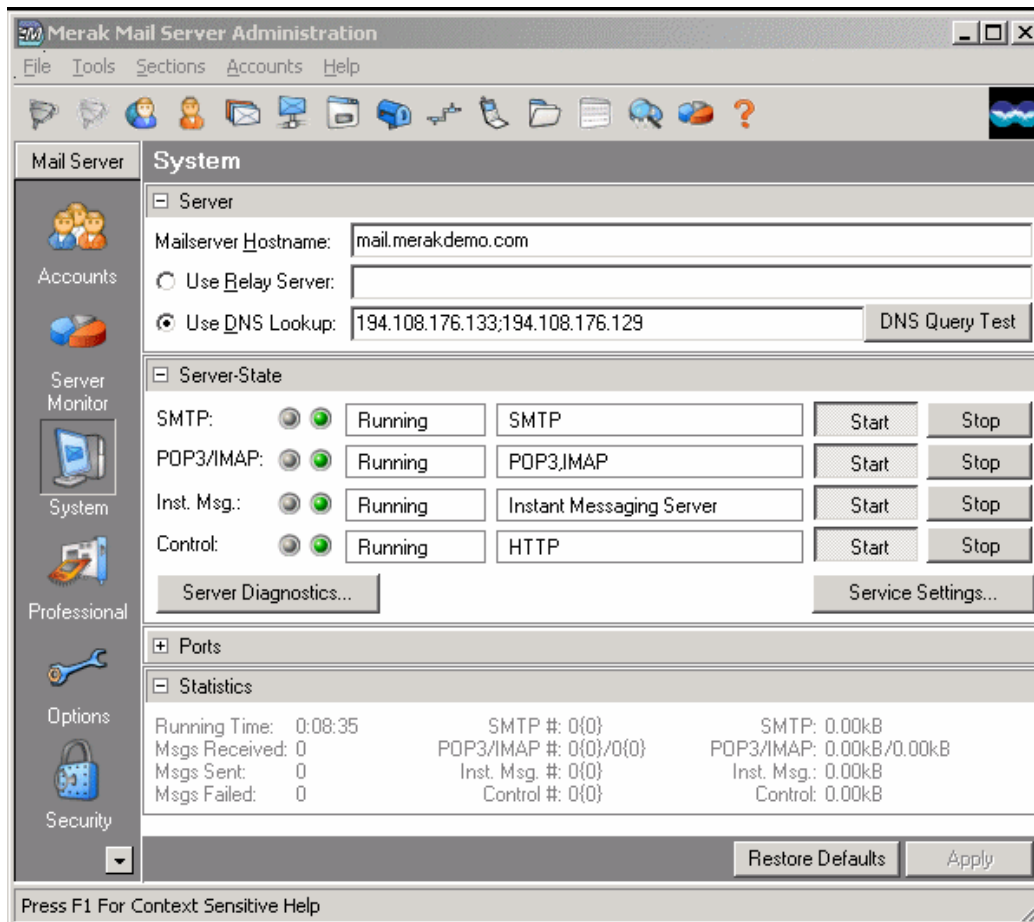 Merak Mail Server Administration
File Tools Sections Accounts Help
Mail Server
System
Accounts
Server Monitor
System
Professional
Options
Security
Server
Mailserver Hostname: mail.merakdemo.com
Use Relay Server:
Use DNS Lookup: 194.108.176.133;194.108.176.129 DNS Query Test
Server-State
SMTP: Running SMTP Start Stop
POP3/IMAP: Running POP3,IMAP Start Stop
Inst. Msg.: Running Instant Messaging Server Start Stop
Control: Running HTTP Start Stop
Server Diagnostics... Service Settings...
Ports
Statistics
Running Time: 0:08:35 SMTP #: 0{0} SMTP: 0.00kB
Msgs Received: 0 POP3/IMAP #: 0{0}/0{0} POP3/IMAP: 0.00kB/0.00kB
Msgs Sent: 0 Inst. Msg. #: 0{0} Inst. Msg.: 0.00kB
Msgs Failed: 0 Control #: 0{0} Control: 0.00kB
Restore Defaults Apply
Press F1 For Context Sensitive Help